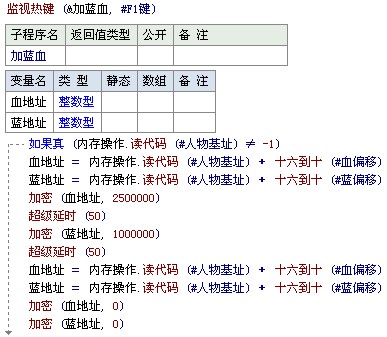 监视热键 (&加蓝血, #F1键)
子程序名 返回值类型 公开 备 注
加蓝血
变量名 类 型 静态 数组 备 注
血地址 整数型
蓝地址 整数型
如果真 (内存操作.读代码 (#人物基址) ≠ -1)
血地址 = 内存操作.读代码 (#人物基址) + 十六到十 (#血偏移)
蓝地址 = 内存操作.读代码 (#人物基址) + 十六到十 (#蓝偏移)
加密 (血地址, 2500000)
超级延时 (50)
加密 (蓝地址, 1000000)
超级延时 (50)
血地址 = 内存操作.读代码 (#人物基址) + 十六到十 (#血偏移)
蓝地址 = 内存操作.读代码 (#人物基址) + 十六到十 (#蓝偏移)
加密 (血地址, 0)
加密 (蓝地址, 0)